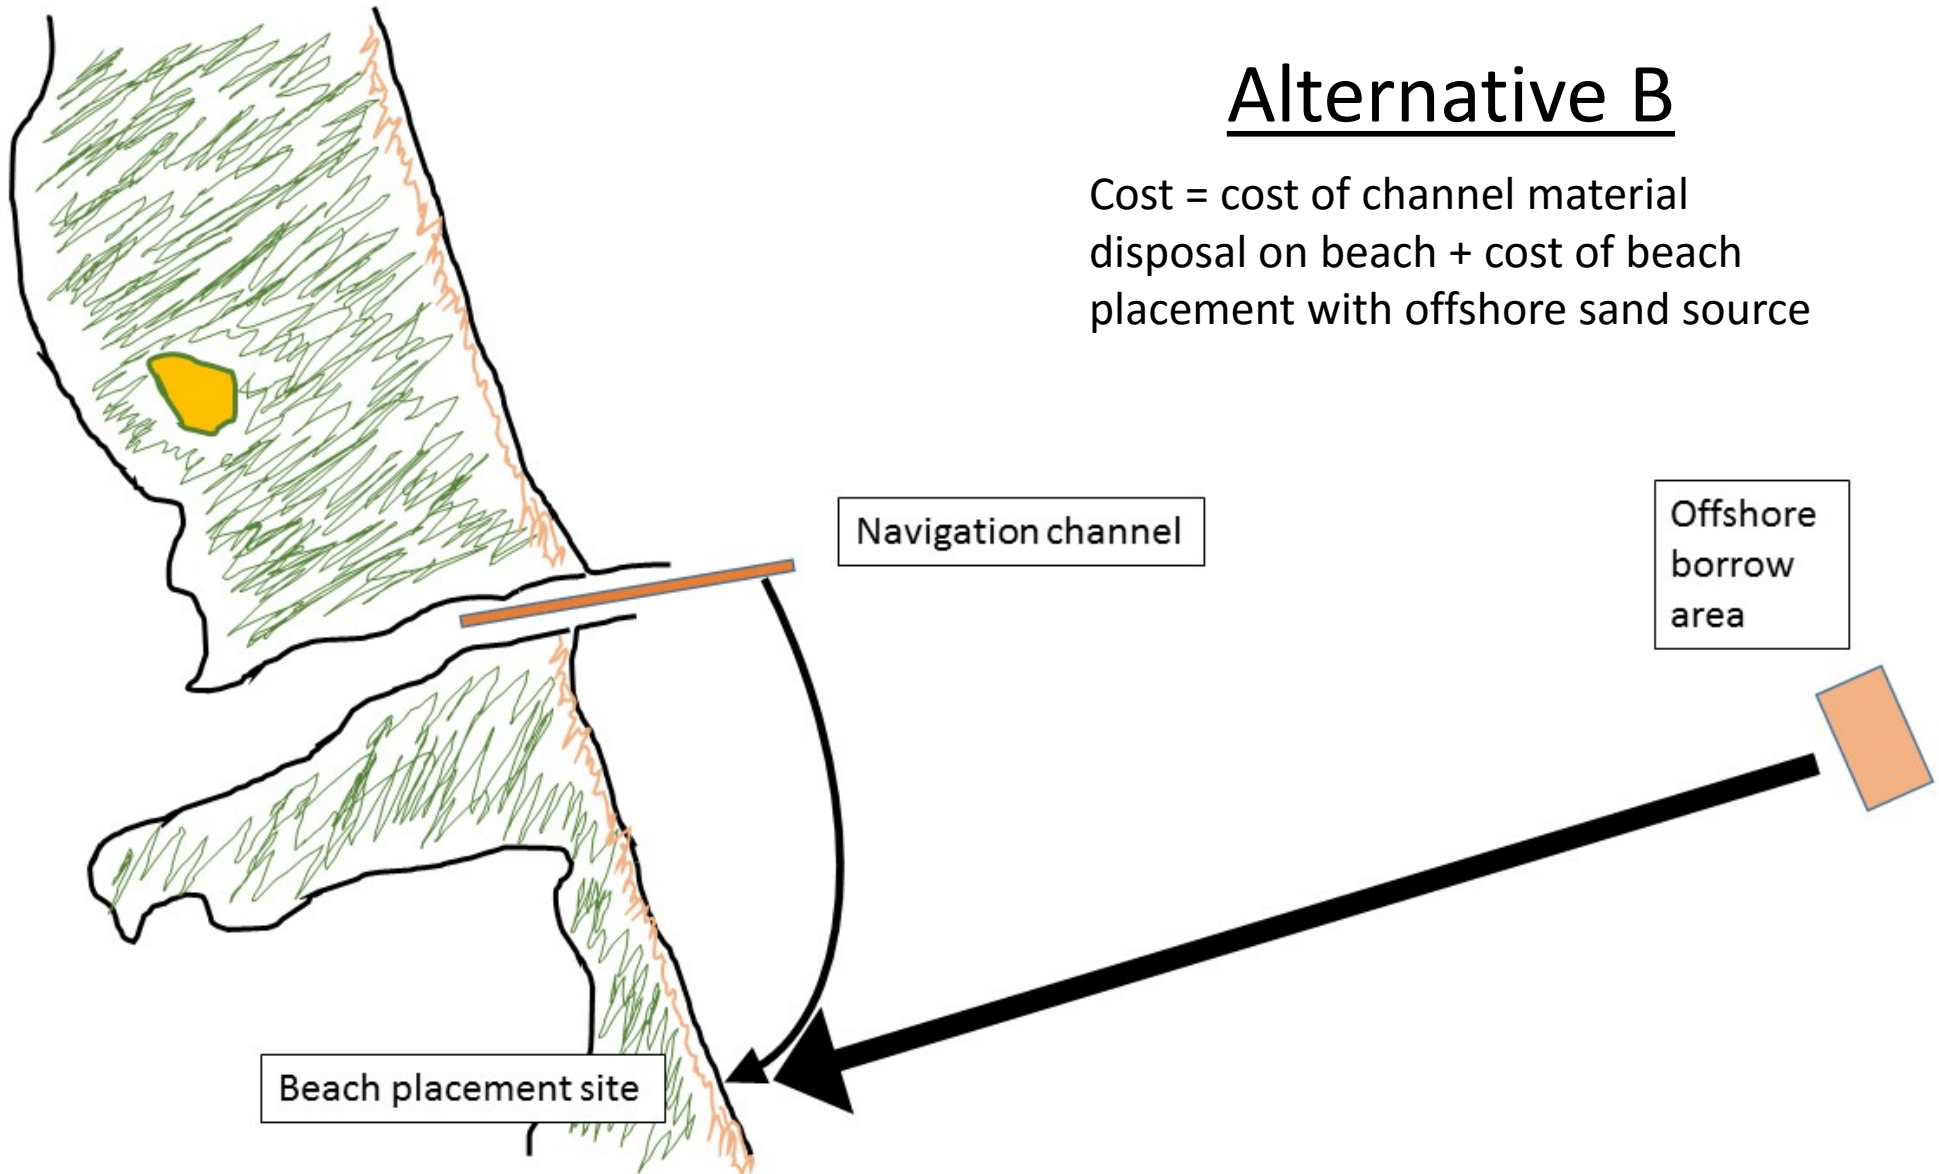 Alternative B
Cost = cost of channel material
disposal on beach + cost of beach
placement with offshore sand source
Navigation channel
Offshore
borrow
area
Beach placement site